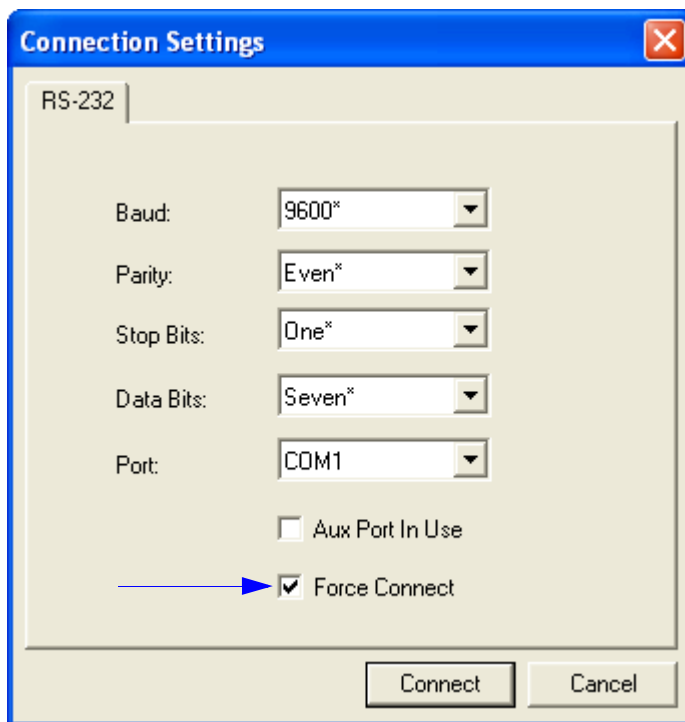 Connection Settings
RS-232
Baud: 9600*
Parity: Even*
Stop Bits: One*
Data Bits: Seven*
Port: COM1
Aux Port In Use
Force Connect
Connect Cancel